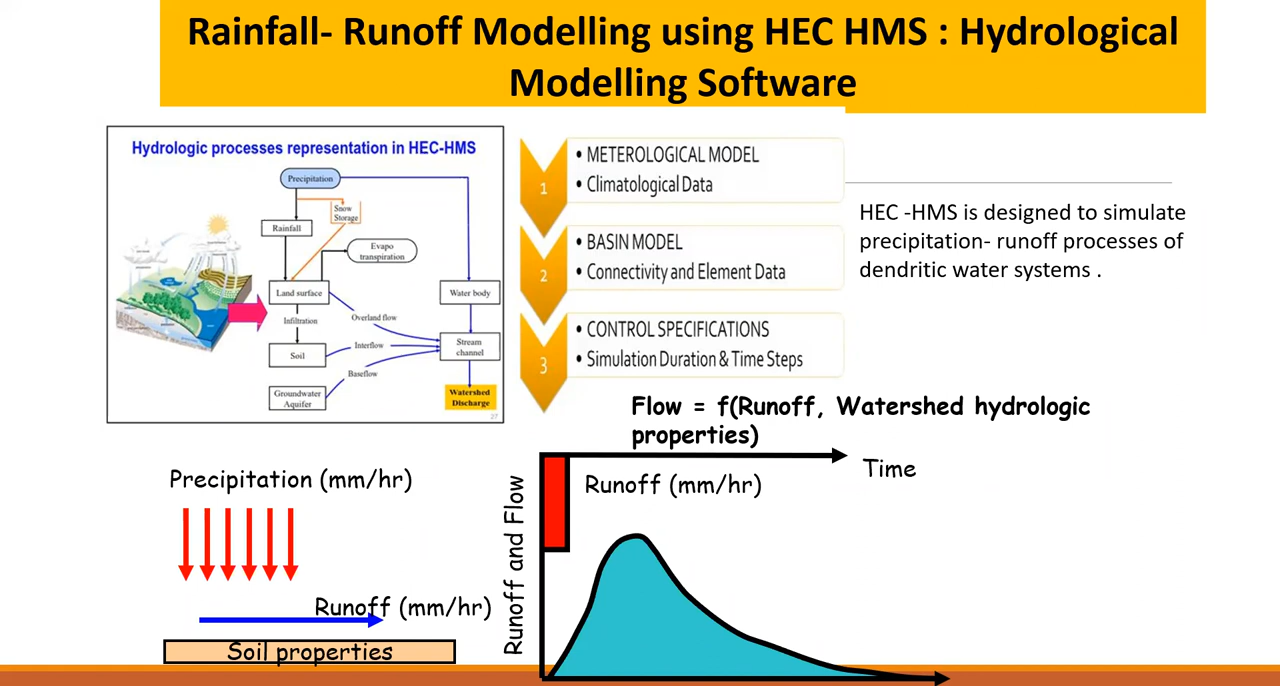 Rainfall- Runoff Modelling using HEC HMS : Hydrological
Modelling Software
Hydrologic processes representation in HEC-HMS
Precipitation
Snow
Storage
Rainfall
Evapo
transpiration
Land surface
Water body
Infiltration
Overland flow
Interflow
Soil
Stream
channel
Baseflow
Groundwater
Aquifer
Watershed
Discharge
27
1
• METEROLOGICAL MODEL
• Climatological Data
2
• BASIN MODEL
• Connectivity and Element Data
3
• CONTROL SPECIFICATIONS
• Simulation Duration & Time Steps
HEC -HMS is designed to simulate
precipitation- runoff processes of
dendritic water systems .
Flow = f(Runoff, Watershed hydrologic
properties)
Time
Runoff (mm/hr)
Runoff and Flow
Precipitation (mm/hr)
Runoff (mm/hr)
Soil properties